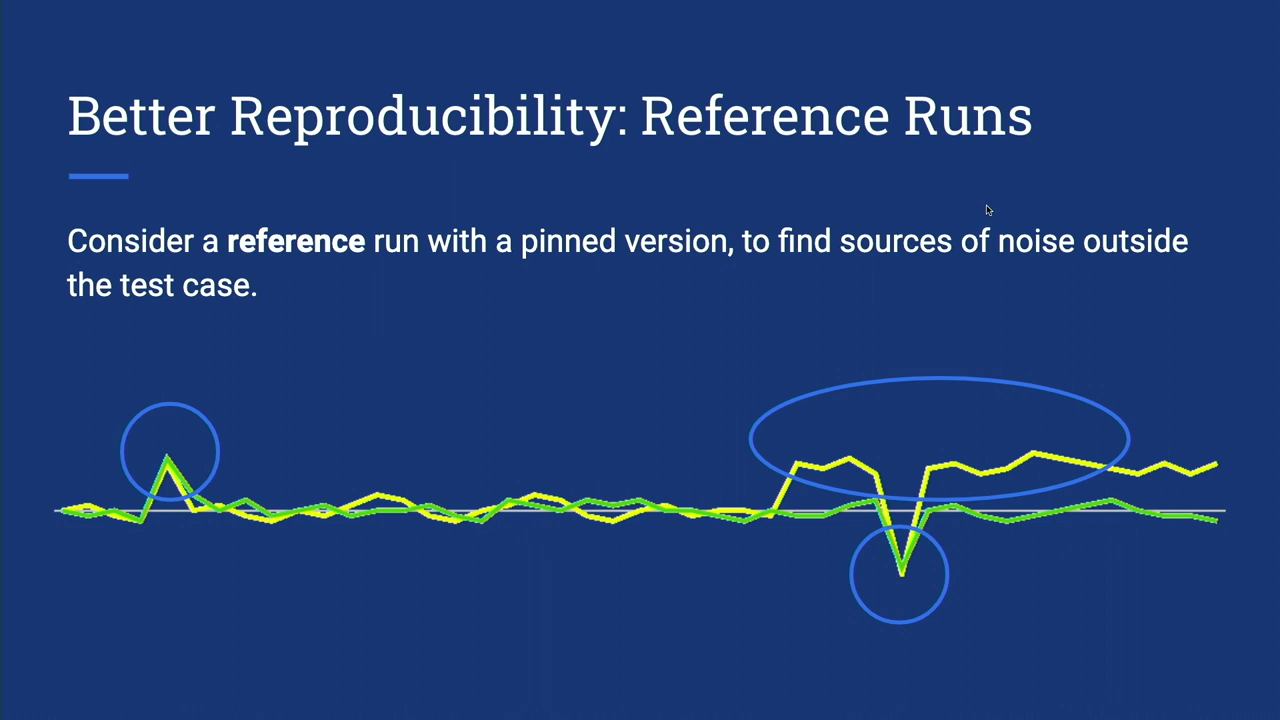 Better Reproducibility: Reference Runs
Consider a reference run with a pinned version, to find sources of noise outside
the test case.